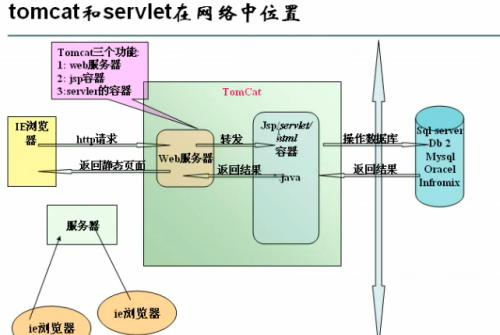 tomcat和servlet在网络中位置
Tomcat三个功能:
1: web服务器
2: jsp容器
3:servler的容器
TomCat
IE浏览
器
http请求
返回静态页面
Web服务器
转发
返回结果
Jsp/servlet/
html
容器
java
操作数据库
返回结果
Sql server
Db 2
Mysql
Oracel
Infromix
服务器
ie浏览器
ie浏览器